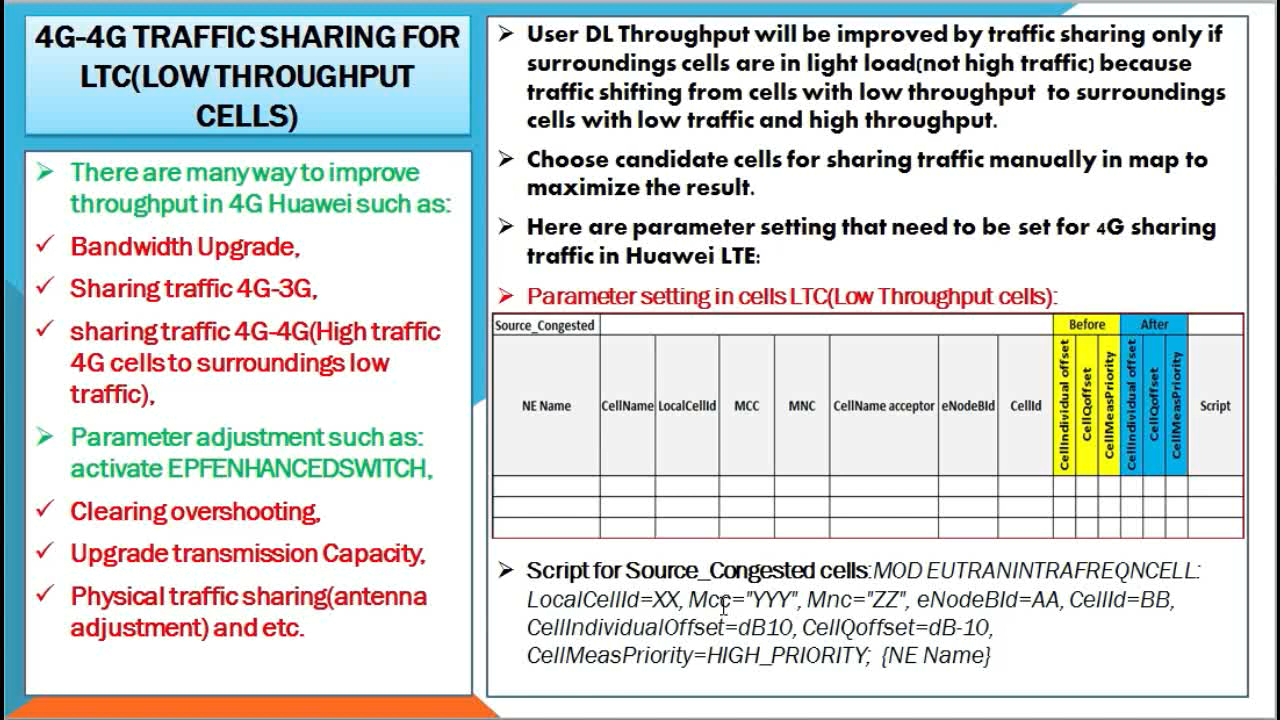 4G-4G TRAFFIC SHARING FOR
LTC(LOW THROUGHPUT
CELLS)
There are many way to improve
throughput in 4G Huawei such as:
Bandwidth Upgrade,
Sharing traffic 4G-3G,
sharing traffic 4G-4G(High traffic
4G cells to surroundings low
traffic),
Parameter adjustment such as:
activate EPFENHANCEDSWITCH,
Clearing overshooting,
Upgrade transmission Capacity,
Physical traffic sharing(antenna
adjustment) and etc.
User DL Throughput will be improved by traffic sharing only if
surroundings cells are in light load(not high traffic) because
traffic shifting from cells with low throughput to surroundings
cells with low traffic and high throughput.
Choose candidate cells for sharing traffic manually in map to
maximize the result.
Here are parameter setting that need to be set for 4G sharing
traffic in Huawei LTE:
Parameter setting in cells LTC(Low Throughput cells):
Source_Congested Before After
NE Name CellName LocalCellId MCC MNC CellName acceptor eNodeBId CellId CellIndividual offset CellQoffset CellMeasPriority CellIndividual offset CellQoffset CellMeasPriority Script
Script for Source_Congested cells:MOD EUTRANINTRAFREQNCELL:
LocalCellId=XX, Mcc="YYY", Mnc="ZZ", eNodeBId=AA, CellId=BB,
CellIndividualOffset=dB10, CellQoffset=dB-10,
CellMeasPriority=HIGH_PRIORITY; {NE Name}